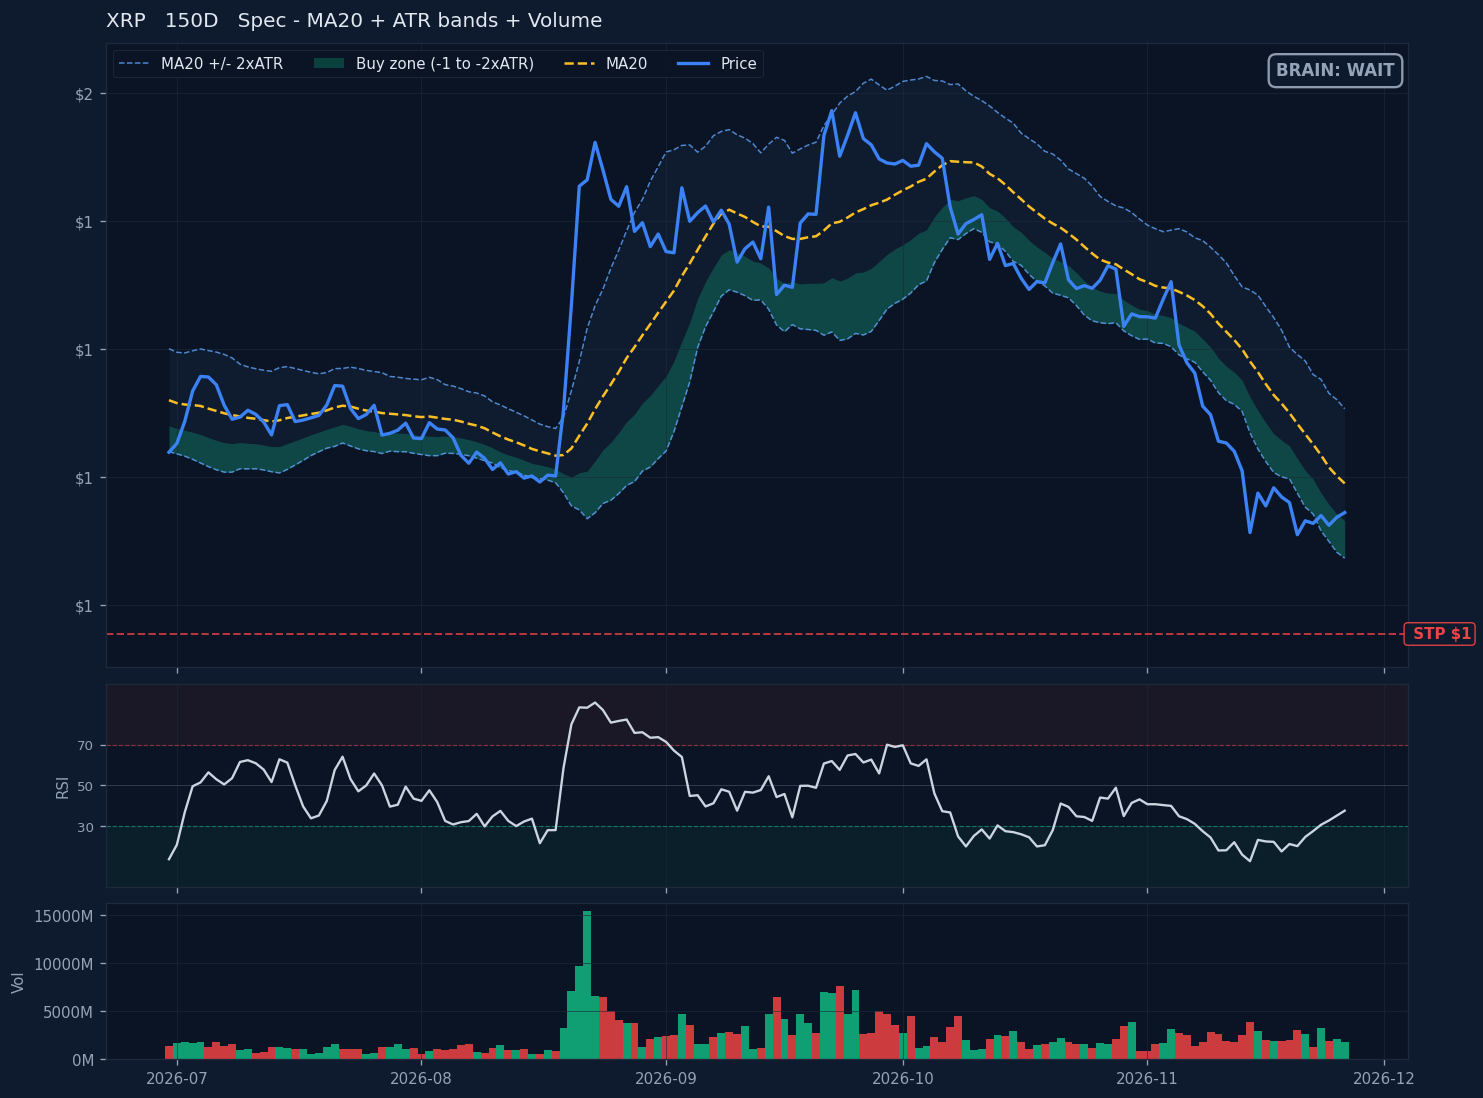 XRP   150D   Spec - MA20 + ATR bands + Volume
MA20 +/- 2xATR   Buy zone (-1 to -2xATR)   MA20   Price
BRAIN: WAIT
$2
$1
$1
$1
$1
STP $1
70
50
30
RSI
15000M
10000M
5000M
0M
Vol
2026-07   2026-08   2026-09   2026-10   2026-11   2026-12